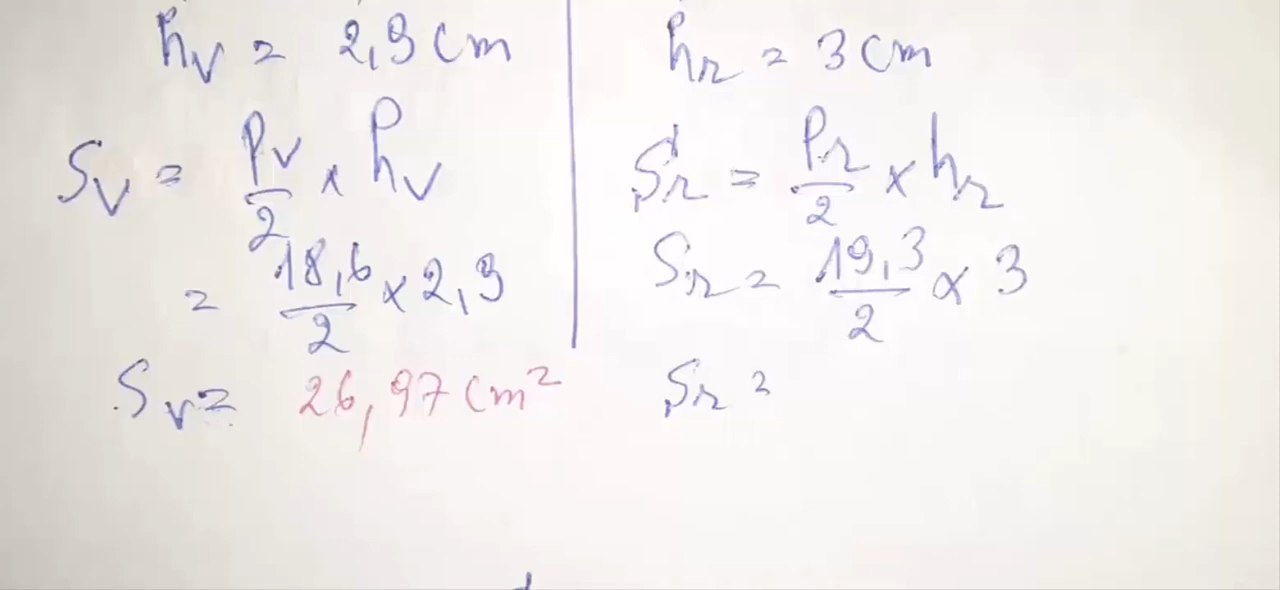 hv = 2,9 cm
Sv = Pv/2 x hv
= 18,6/2 x 2,9
Sv = 26,97 cm²
hr = 3 cm
Sr = Pr/2 x hr
Sr = 19,3/2 x 3
Sr =